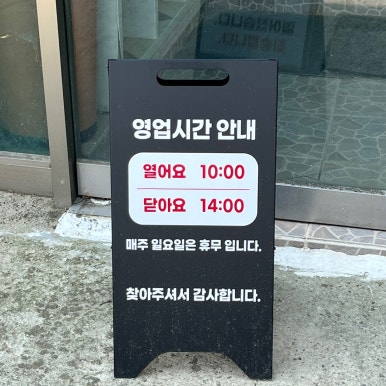 영업시간 안내
열어요 10:00
닫아요 14:00
매주 일요일은 휴무 입니다.
찾아주셔서 감사합니다.